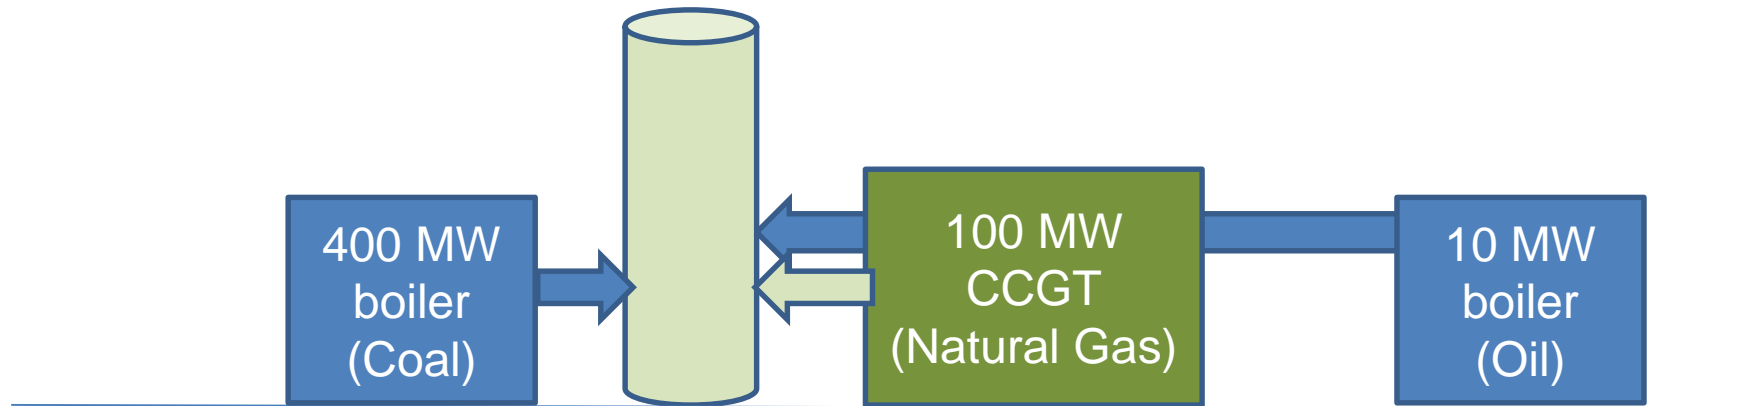 400 MW
boiler
(Coal)
100 MW
CCGT
(Natural Gas)
10 MW
boiler
(Oil)